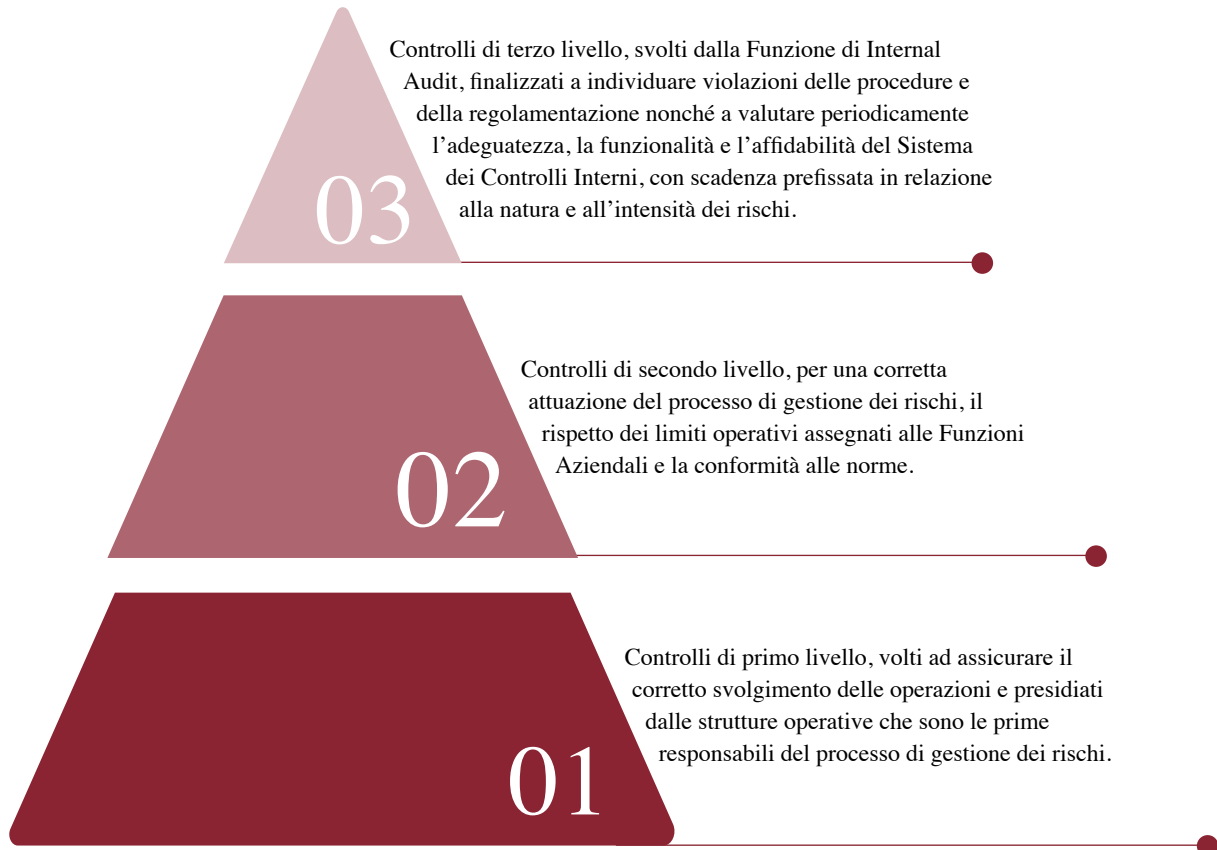 Controlli di terzo livello, svolti dalla Funzione di Internal
Audit, finalizzati a individuare violazioni delle procedure e
della regolamentazione nonché a valutare periodicamente
l’adeguatezza, la funzionalità e l’affidabilità del Sistema
dei Controlli Interni, con scadenza prefissata in relazione
alla natura e all’intensità dei rischi.
03
Controlli di secondo livello, per una corretta
attuazione del processo di gestione dei rischi, il
rispetto dei limiti operativi assegnati alle Funzioni
Aziendali e la conformità alle norme.
02
Controlli di primo livello, volti ad assicurare il
corretto svolgimento delle operazioni e presidiati
dalle strutture operative che sono le prime
responsabili del processo di gestione dei rischi.
01